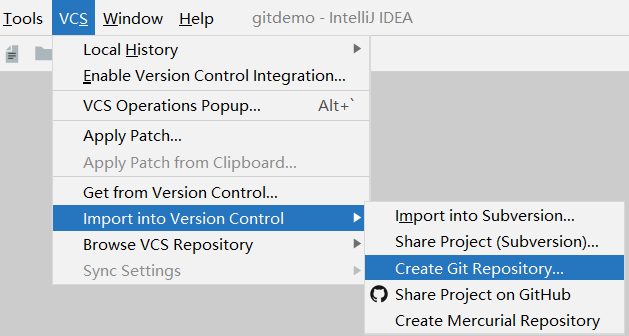 Tools VCS Window Help gitdemo - IntelliJ IDEA
Local History
Enable Version Control Integration...
VCS Operations Popup... Alt+`
Apply Patch...
Apply Patch from Clipboard...
Get from Version Control...
Import into Version Control
Browse VCS Repository
Sync Settings
Import into Subversion...
Share Project (Subversion)...
Create Git Repository...
Share Project on GitHub
Create Mercurial Repository